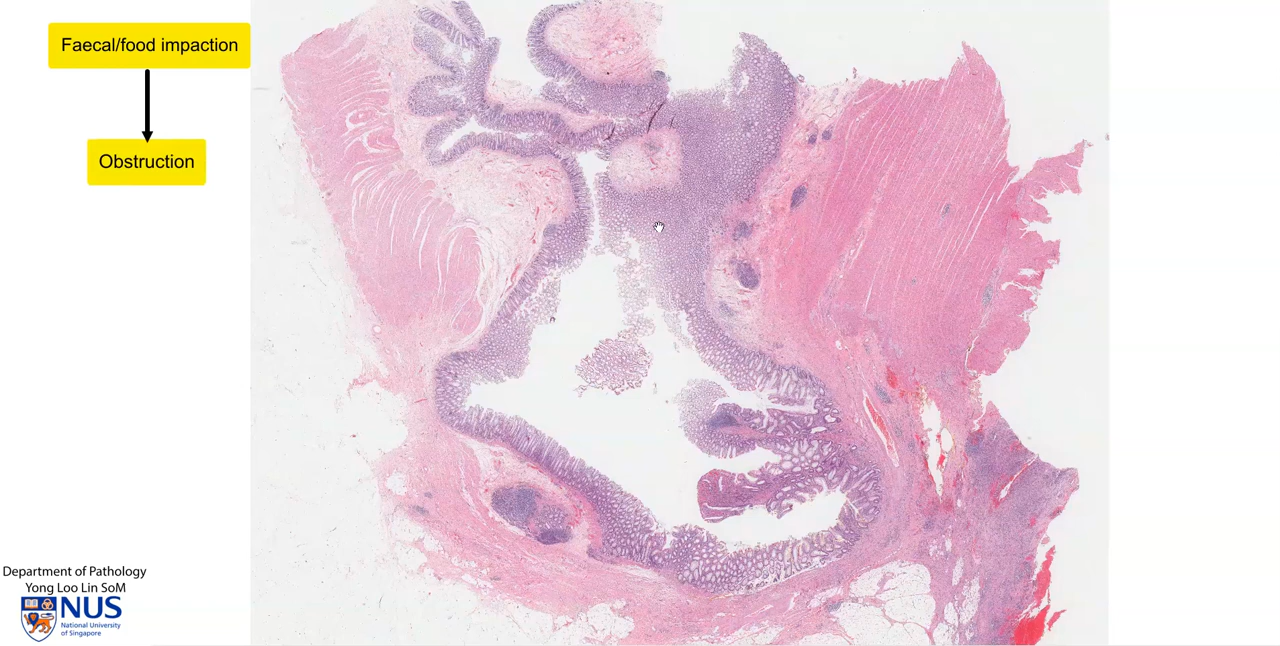 Faecal/food impaction
Obstruction
Department of Pathology
Yong Loo Lin SoM
NUS
National University
of Singapore